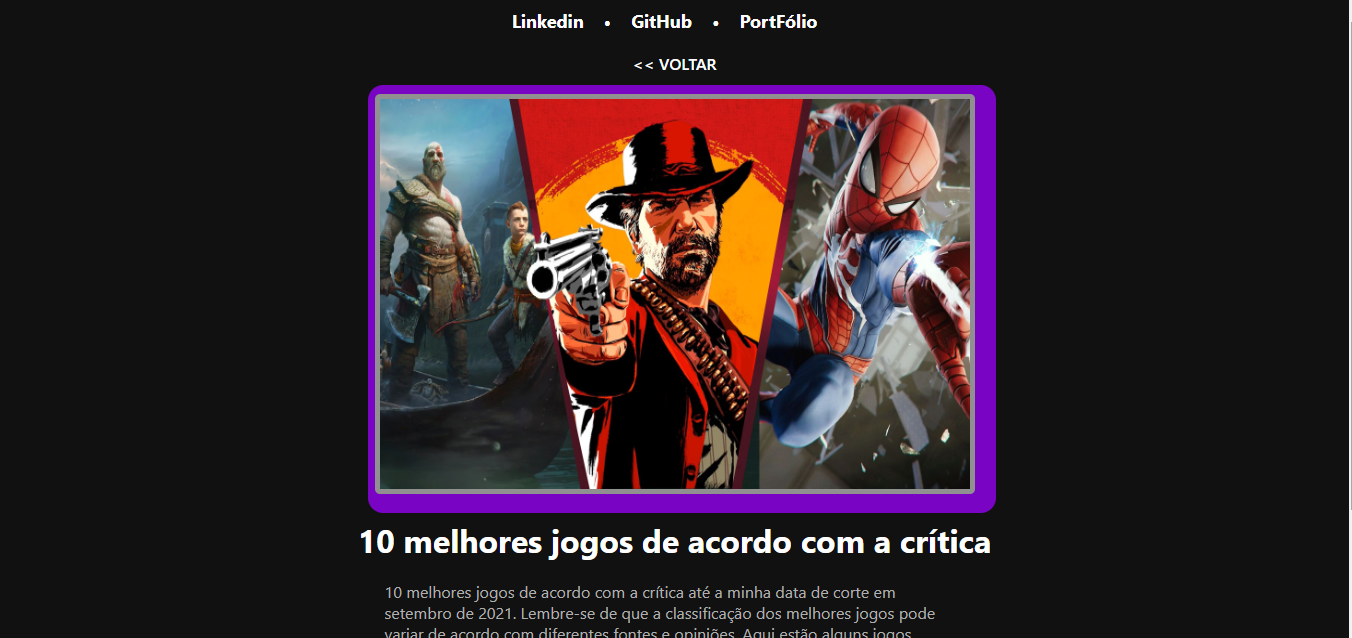 Linkedin • GitHub • PortFólio
<< VOLTAR
10 melhores jogos de acordo com a crítica
10 melhores jogos de acordo com a crítica até a minha data de corte em
setembro de 2021. Lembre-se de que a classificação dos melhores jogos pode
variar de acordo com diferentes fontes e opiniões. Aqui estão alguns jogos